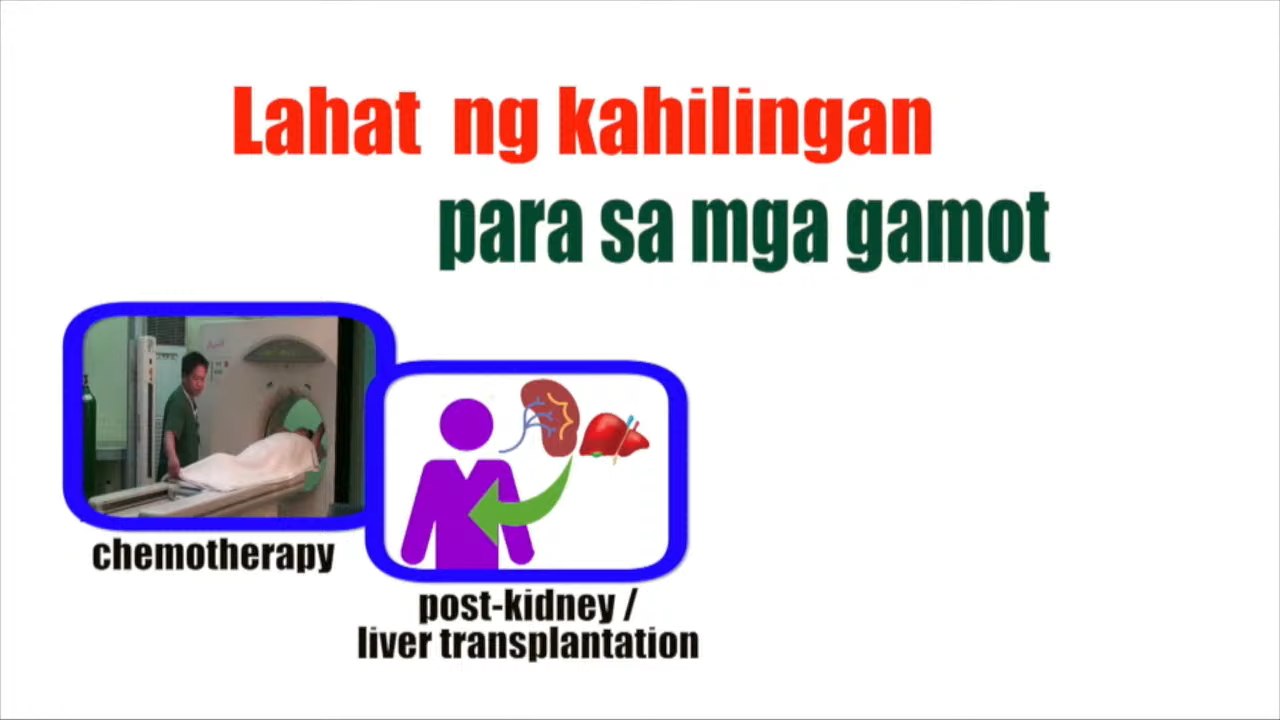 Lahat ng kahilingan
para sa mga gamot
chemotherapy
post-kidney /
liver transplantation